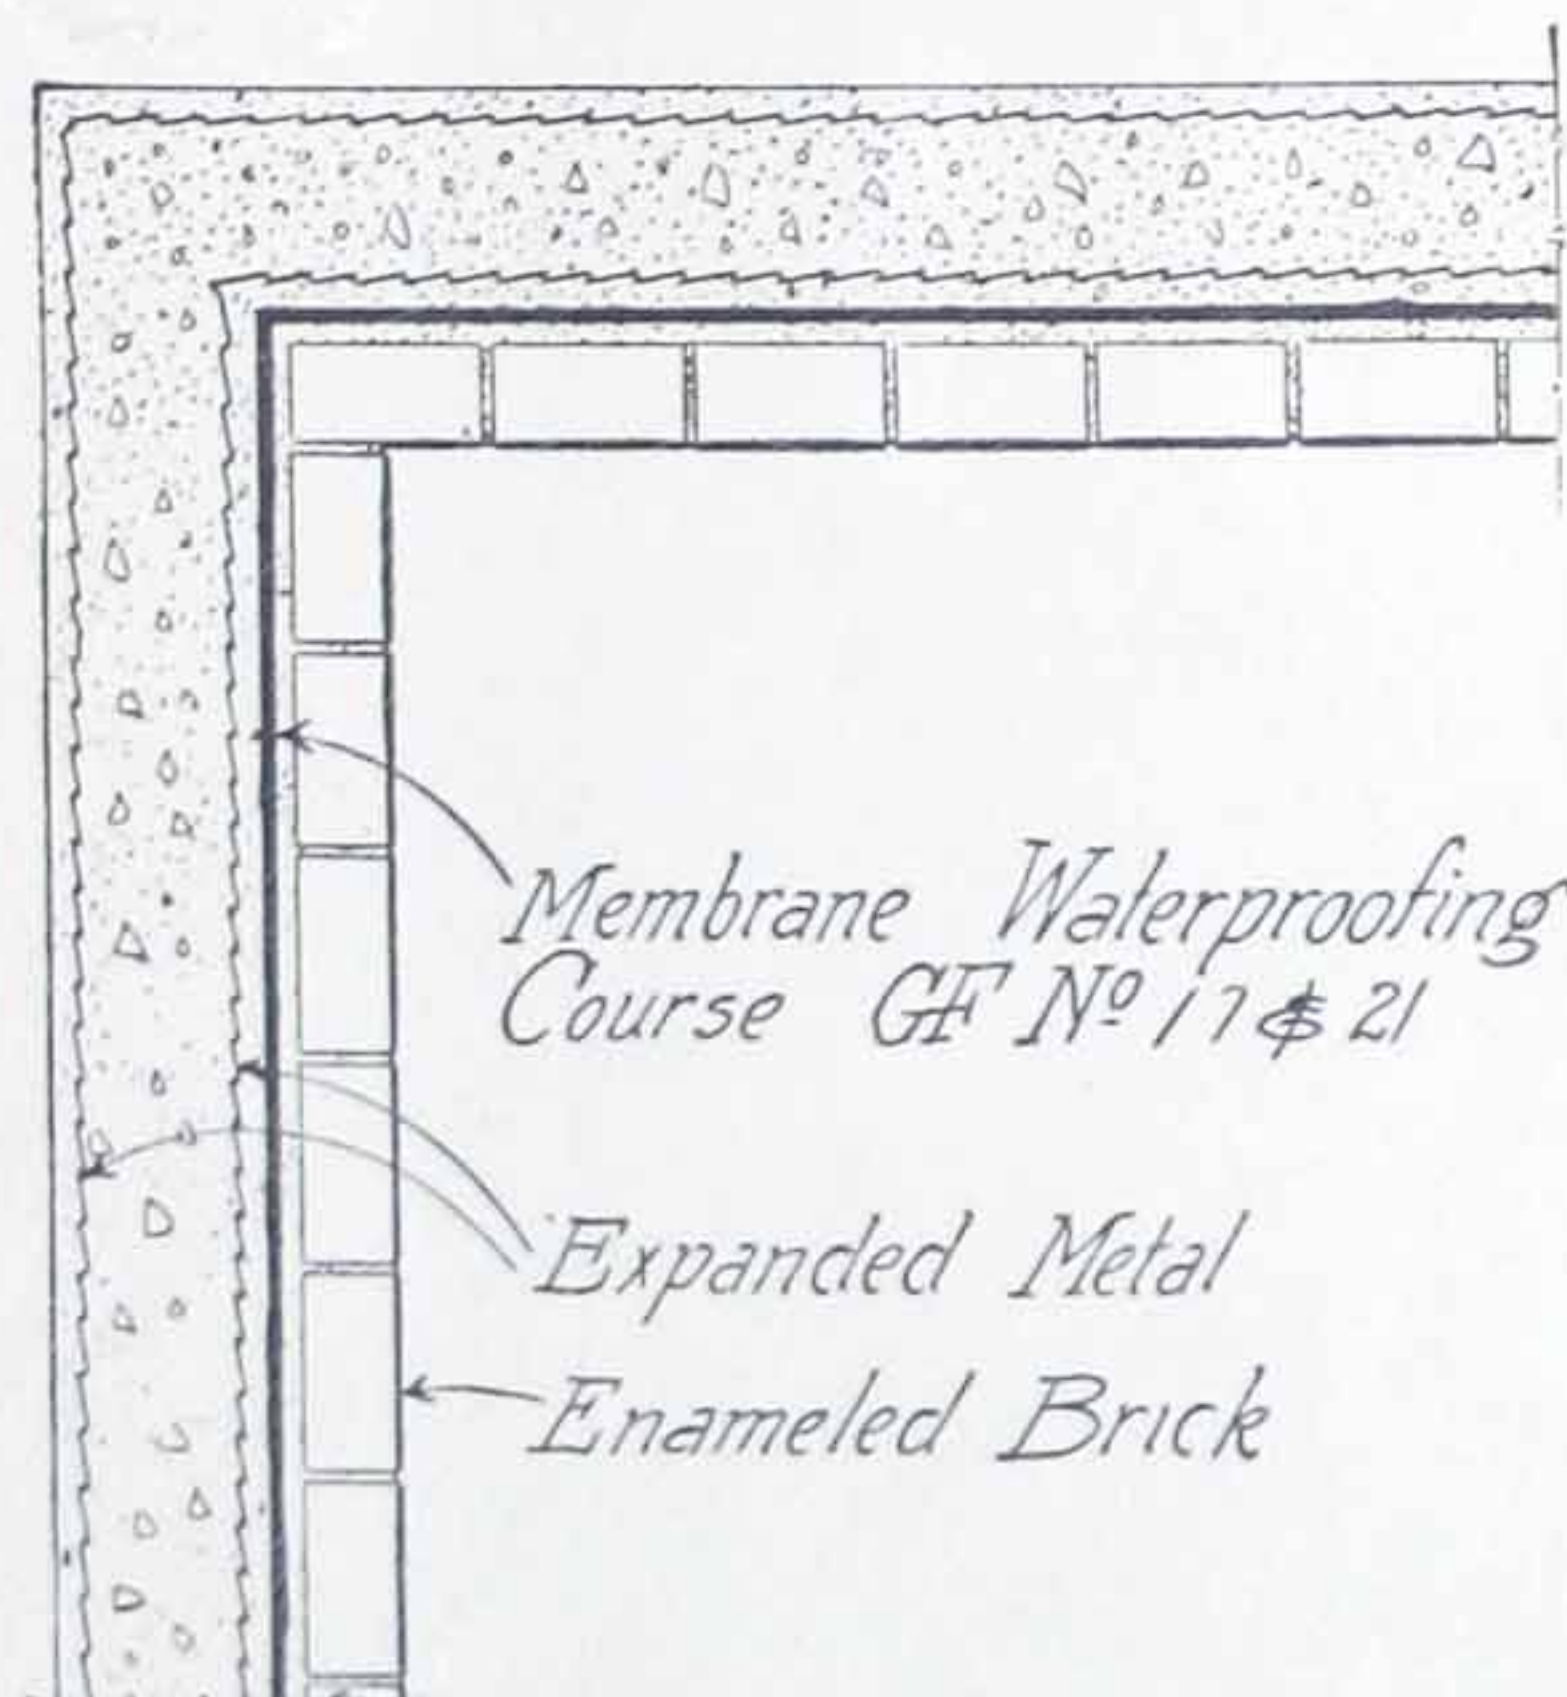 Membrane Waterproofing
Course GF Nº 17 & 21
Expanded Metal
Enameled Brick